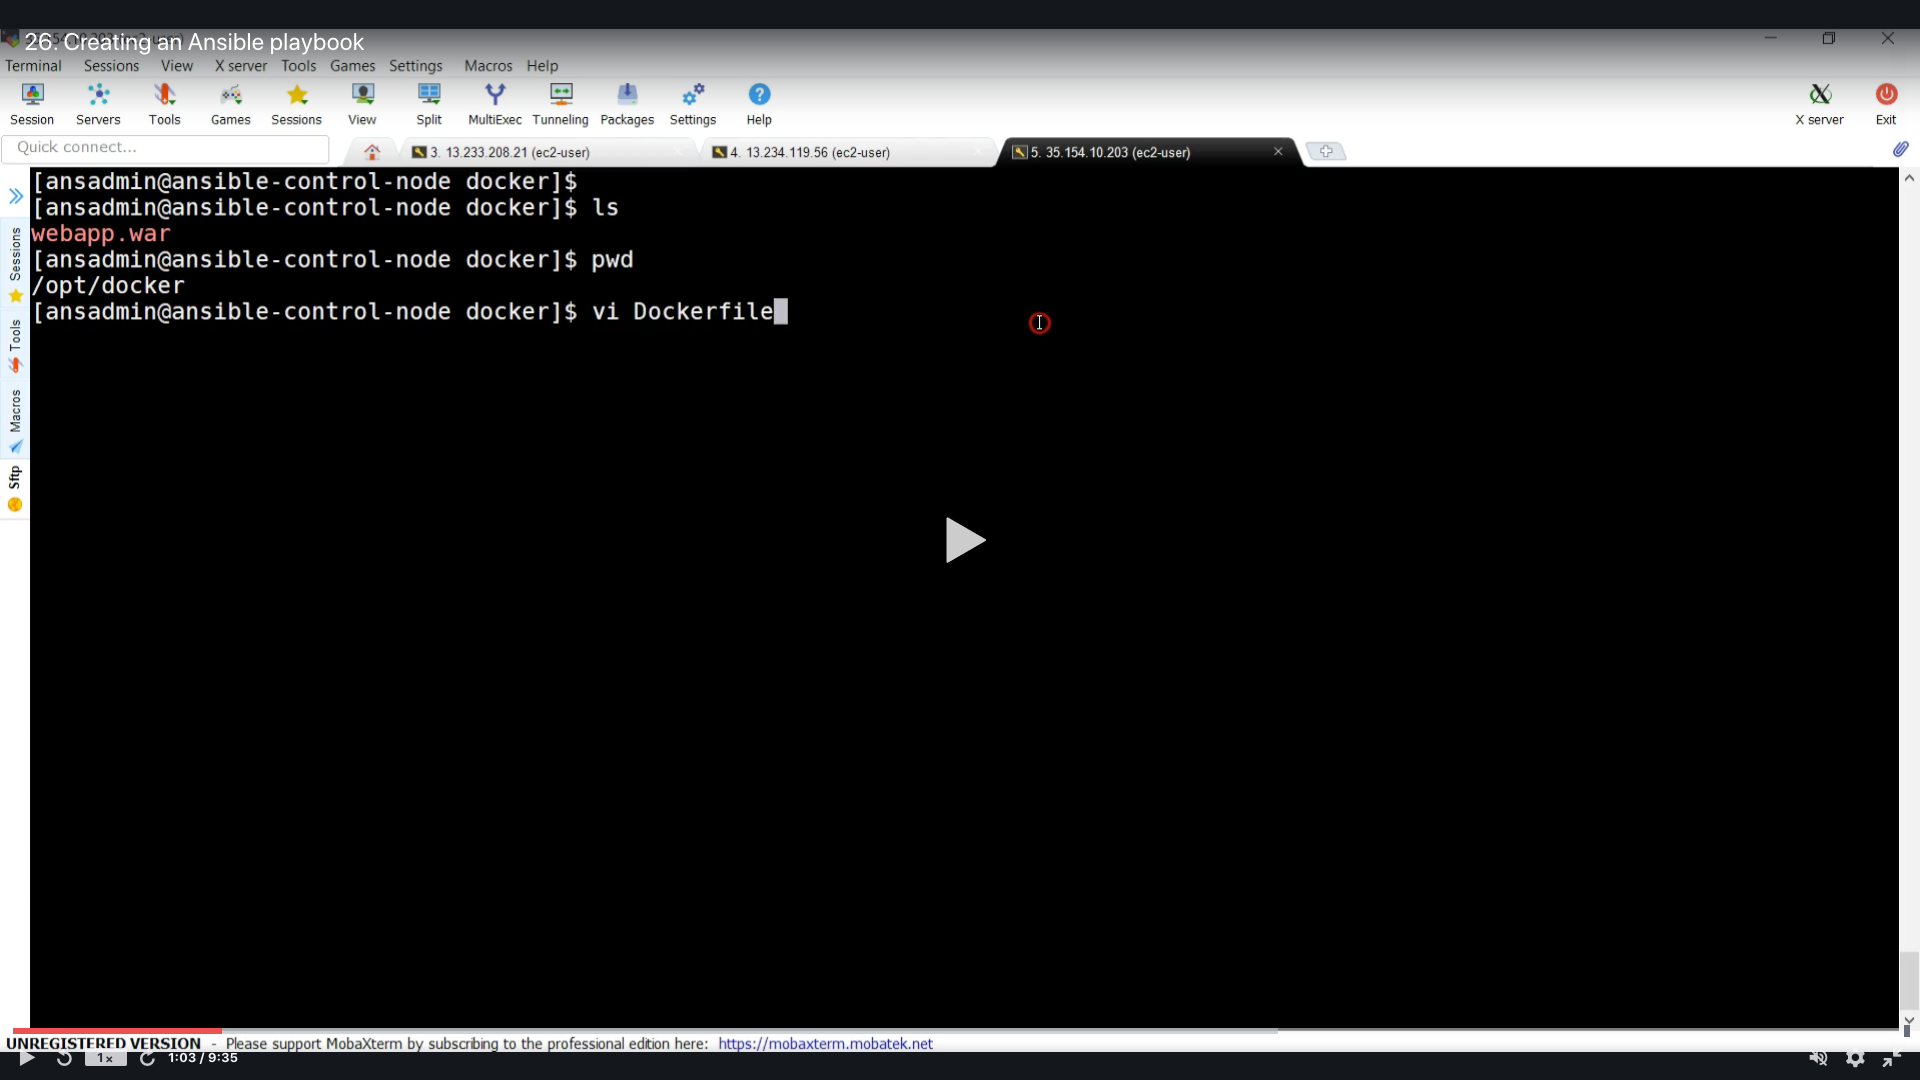 26. Creating an Ansible playbook
Terminal Sessions View X server Tools Games Settings Macros Help
Session Servers Tools Games Sessions View Split MultiExec Tunneling Packages Settings Help X server Exit
Quick connect...
3. 13.233.208.21 (ec2-user)
4. 13.234.119.56 (ec2-user)
5. 35.154.10.203 (ec2-user)
[ansadmin@ansible-control-node docker]$
[ansadmin@ansible-control-node docker]$ ls
webapp.war
[ansadmin@ansible-control-node docker]$ pwd
/opt/docker
[ansadmin@ansible-control-node docker]$ vi Dockerfile
Sessions
Tools
Macros
Sftp
UNREGISTERED VERSION - Please support MobaXterm by subscribing to the professional edition here: https://mobaxterm.mobatek.net
1x 1:03 / 9:35